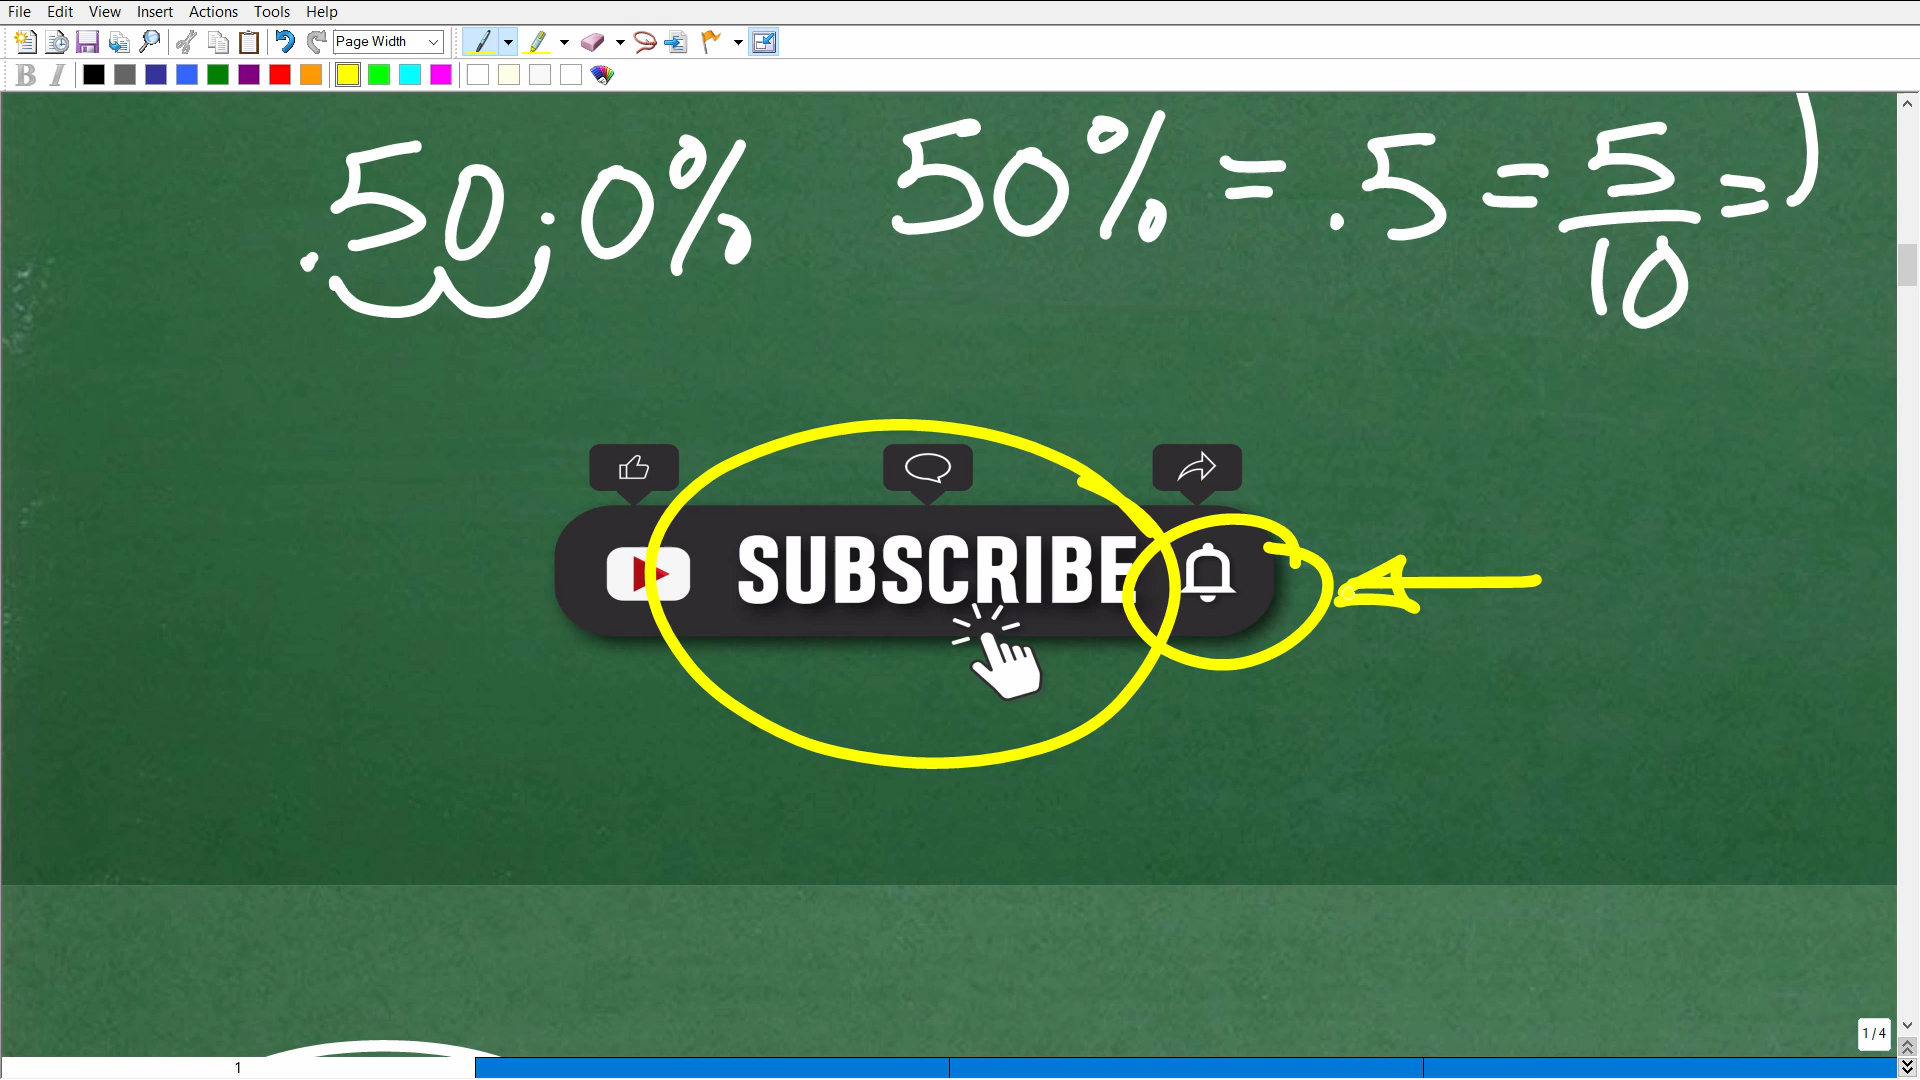 File Edit View Insert Actions Tools Help
Page Width
B I
.50.0% 50% = .5 = 5/10 =
SUBSCRIBE
1 / 4
1